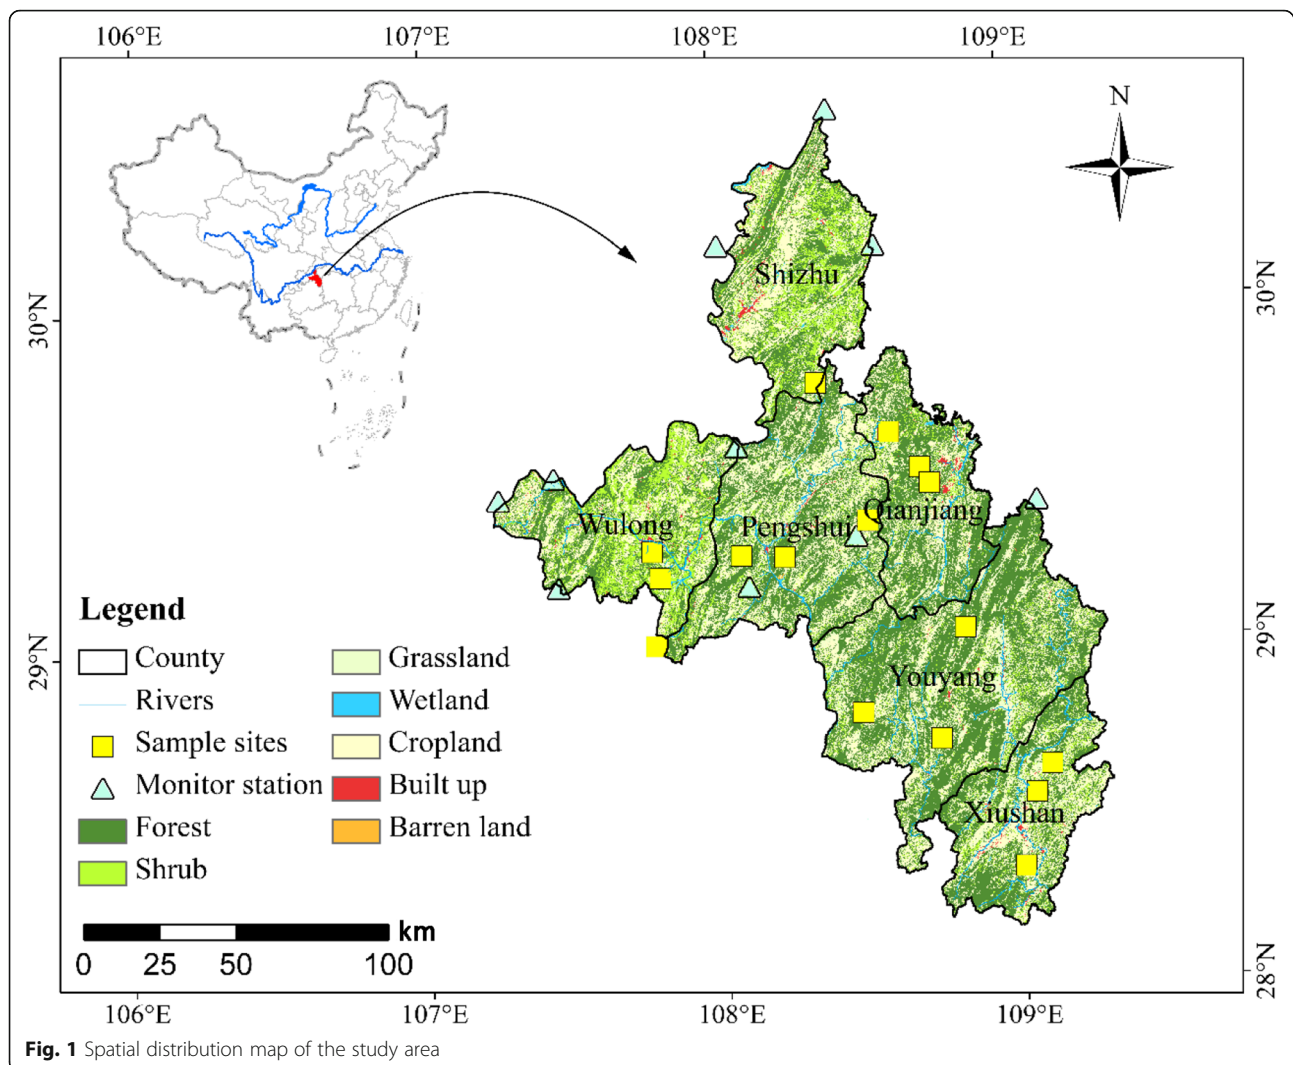 106°E 107°E 108°E 109°E
N
30°N
30°N
Shizhu
Wulong
Pengshui
Qianjiang
29°N
29°N
Youyang
Xiushan
28°N
Legend
County
Rivers
Sample sites
Monitor station
Forest
Shrub
Grassland
Wetland
Cropland
Built up
Barren land
km
0 25 50 100
106°E 107°E 108°E 109°E
Fig. 1 Spatial distribution map of the study area